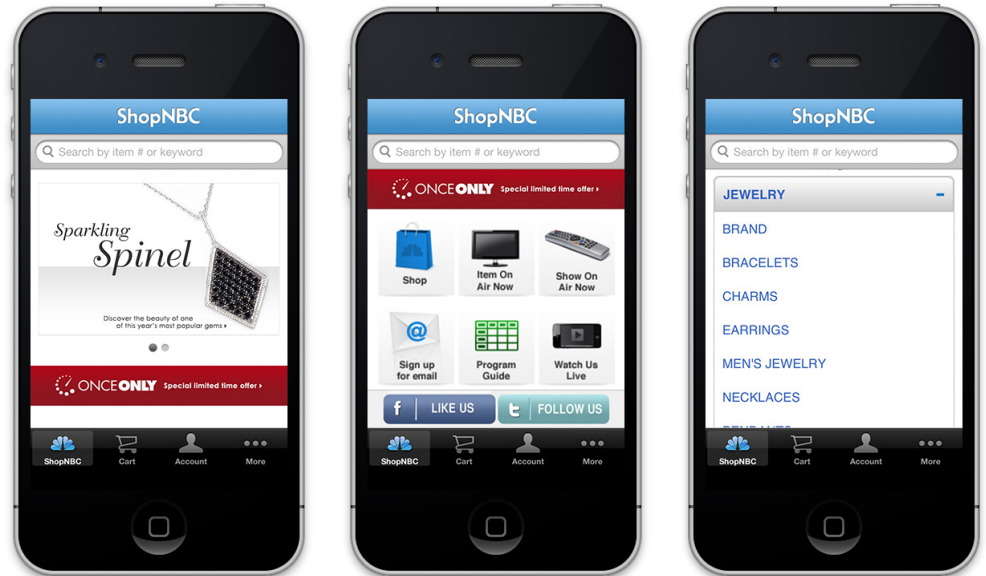 ShopNBC
Search by item # or keyword
Sparkling
Spinel
Discover the beauty of one
of this year's most popular gems
ONCEONLY Special limited time offer
ShopNBC Cart Account More
ShopNBC
Search by item # or keyword
ONCEONLY Special limited time offer
Shop
Item On
Air Now
Show On
Air Now
Sign up
for email
Program
Guide
Watch Us
Live
f LIKE US
t FOLLOW US
ShopNBC Cart Account More
ShopNBC
Search by item # or keyword
JEWELRY
BRAND
BRACELETS
CHARMS
EARRINGS
MEN'S JEWELRY
NECKLACES
PENDANTS
ShopNBC Cart Account More